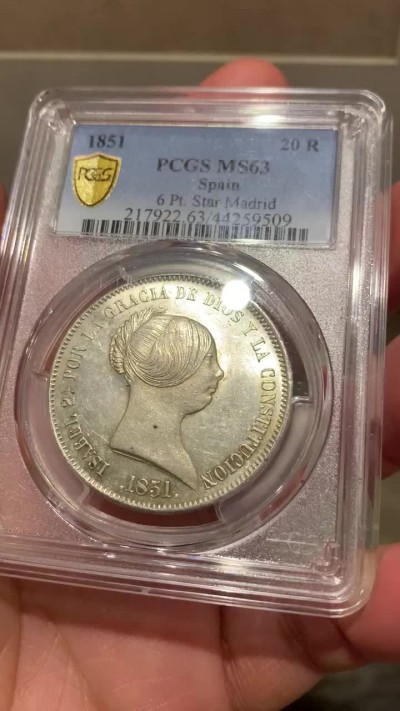 1851 20 R
PCGS MS63
Spain
6 Pt. Star Madrid
217922.63/44259509
PCGS
ISABEL 2ª POR LA GRACIA DE DIOS Y LA CONSTITUCION
.1851.